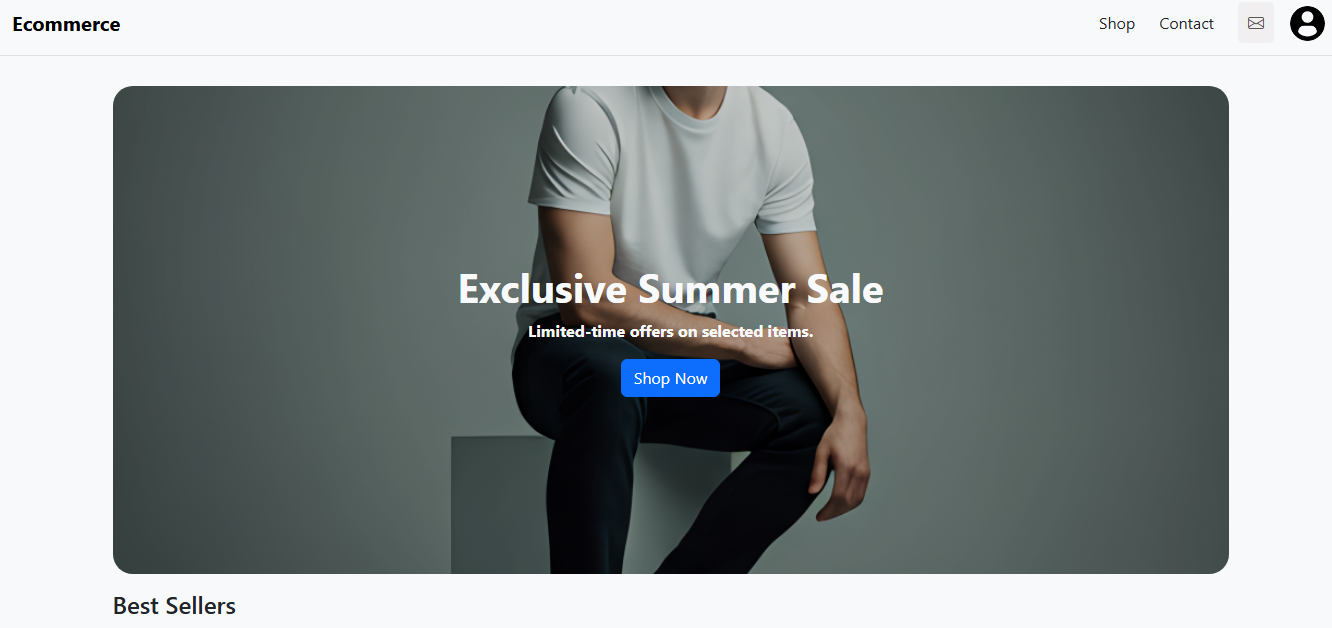 Ecommerce
Shop
Contact
Exclusive Summer Sale
Limited-time offers on selected items.
Shop Now
Best Sellers